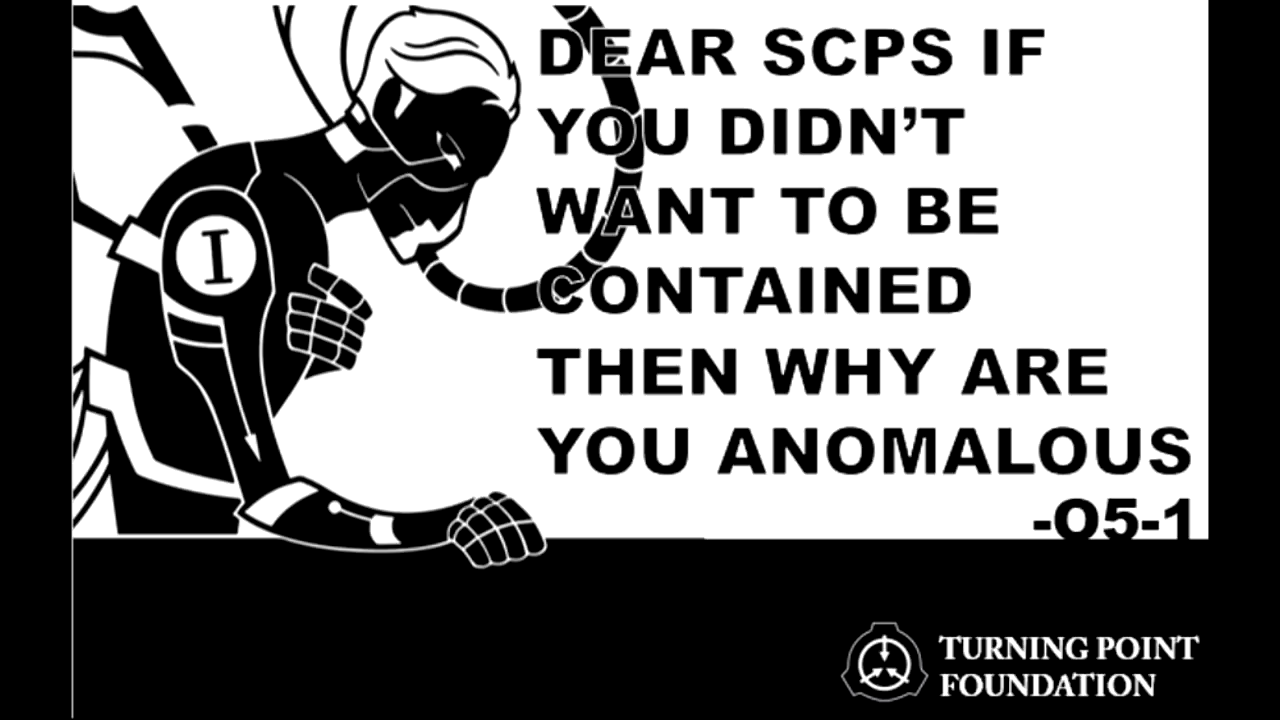 DEAR SCPS IF
YOU DIDN’T
WANT TO BE
CONTAINED
THEN WHY ARE
YOU ANOMALOUS
-O5-1
I
TURNING POINT
FOUNDATION